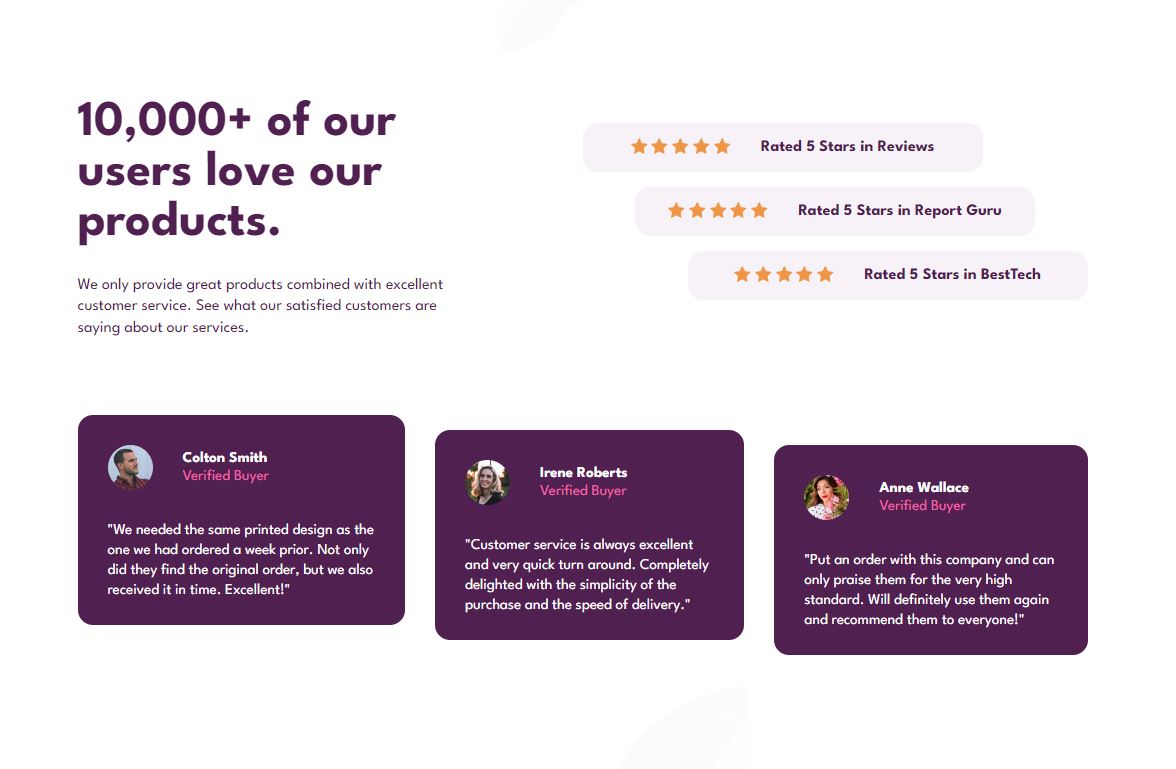 10,000+ of our
users love our
products.
We only provide great products combined with excellent
customer service. See what our satisfied customers are
saying about our services.
Rated 5 Stars in Reviews
Rated 5 Stars in Report Guru
Rated 5 Stars in BestTech
Colton Smith
Verified Buyer
"We needed the same printed design as the
one we had ordered a week prior. Not only
did they find the original order, but we also
received it in time. Excellent!"
Irene Roberts
Verified Buyer
"Customer service is always excellent
and very quick turn around. Completely
delighted with the simplicity of the
purchase and the speed of delivery."
Anne Wallace
Verified Buyer
"Put an order with this company and can
only praise them for the very high
standard. Will definitely use them again
and recommend them to everyone!"